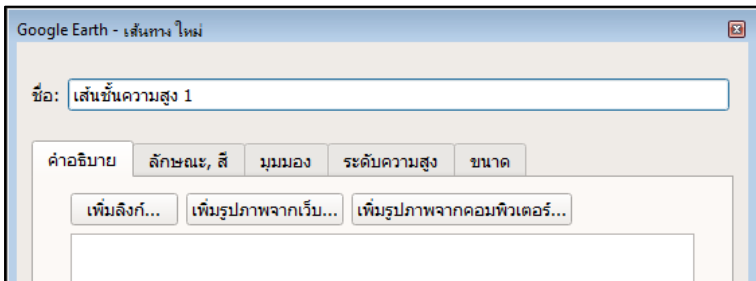 Google Earth - เส้นทาง ใหม่
ชื่อ: เส้นชั้นความสูง 1
คำอธิบาย ลักษณะ, สี มุมมอง ระดับความสูง ขนาด
เพิ่มลิงก์... เพิ่มรูปภาพจากเว็บ... เพิ่มรูปภาพจากคอมพิวเตอร์...